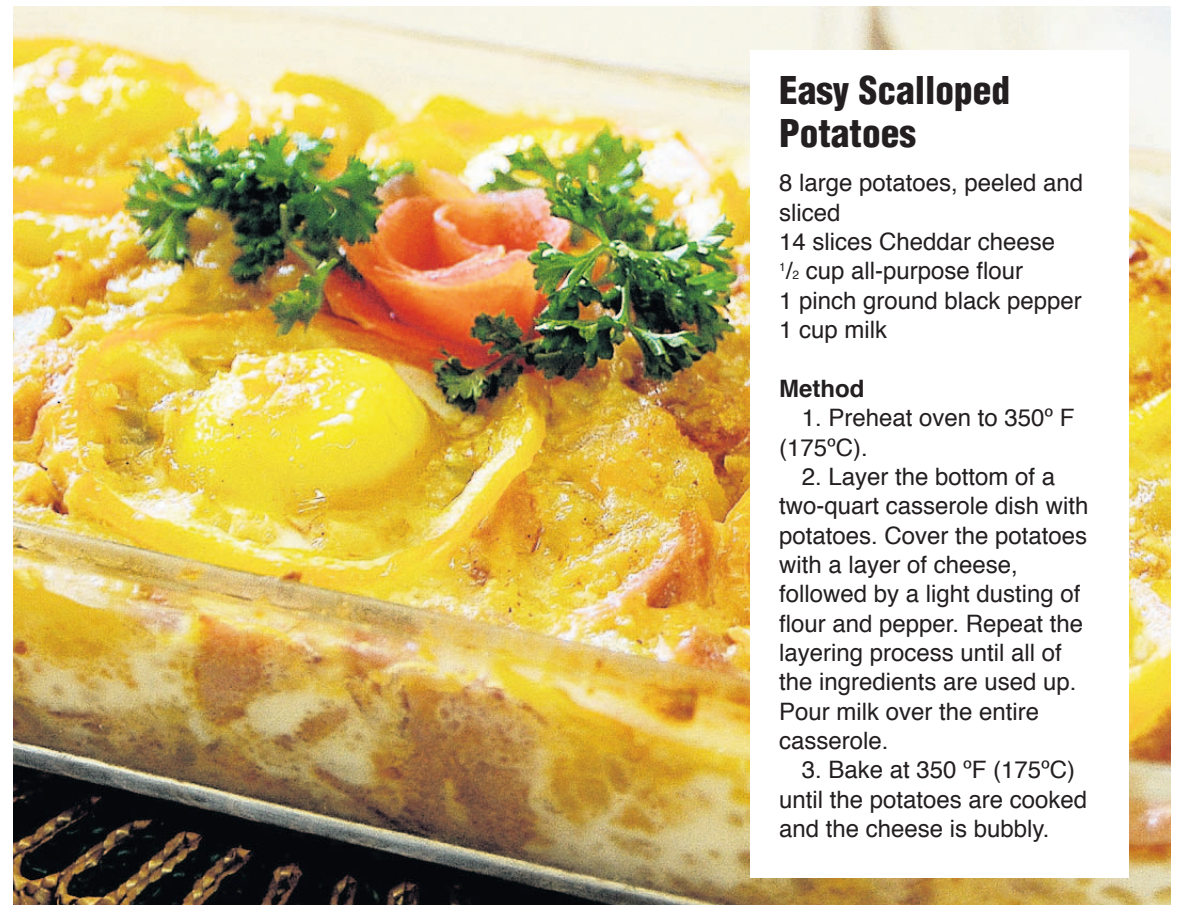 Easy Scalloped
Potatoes
8 large potatoes, peeled and
sliced
14 slices Cheddar cheese
1/2 cup all-purpose flour
1 pinch ground black pepper
1 cup milk
Method
1. Preheat oven to 350º F
(175ºC).
2. Layer the bottom of a
two-quart casserole dish with
potatoes. Cover the potatoes
with a layer of cheese,
followed by a light dusting of
flour and pepper. Repeat the
layering process until all of
the ingredients are used up.
Pour milk over the entire
casserole.
3. Bake at 350 ºF (175ºC)
until the potatoes are cooked
and the cheese is bubbly.